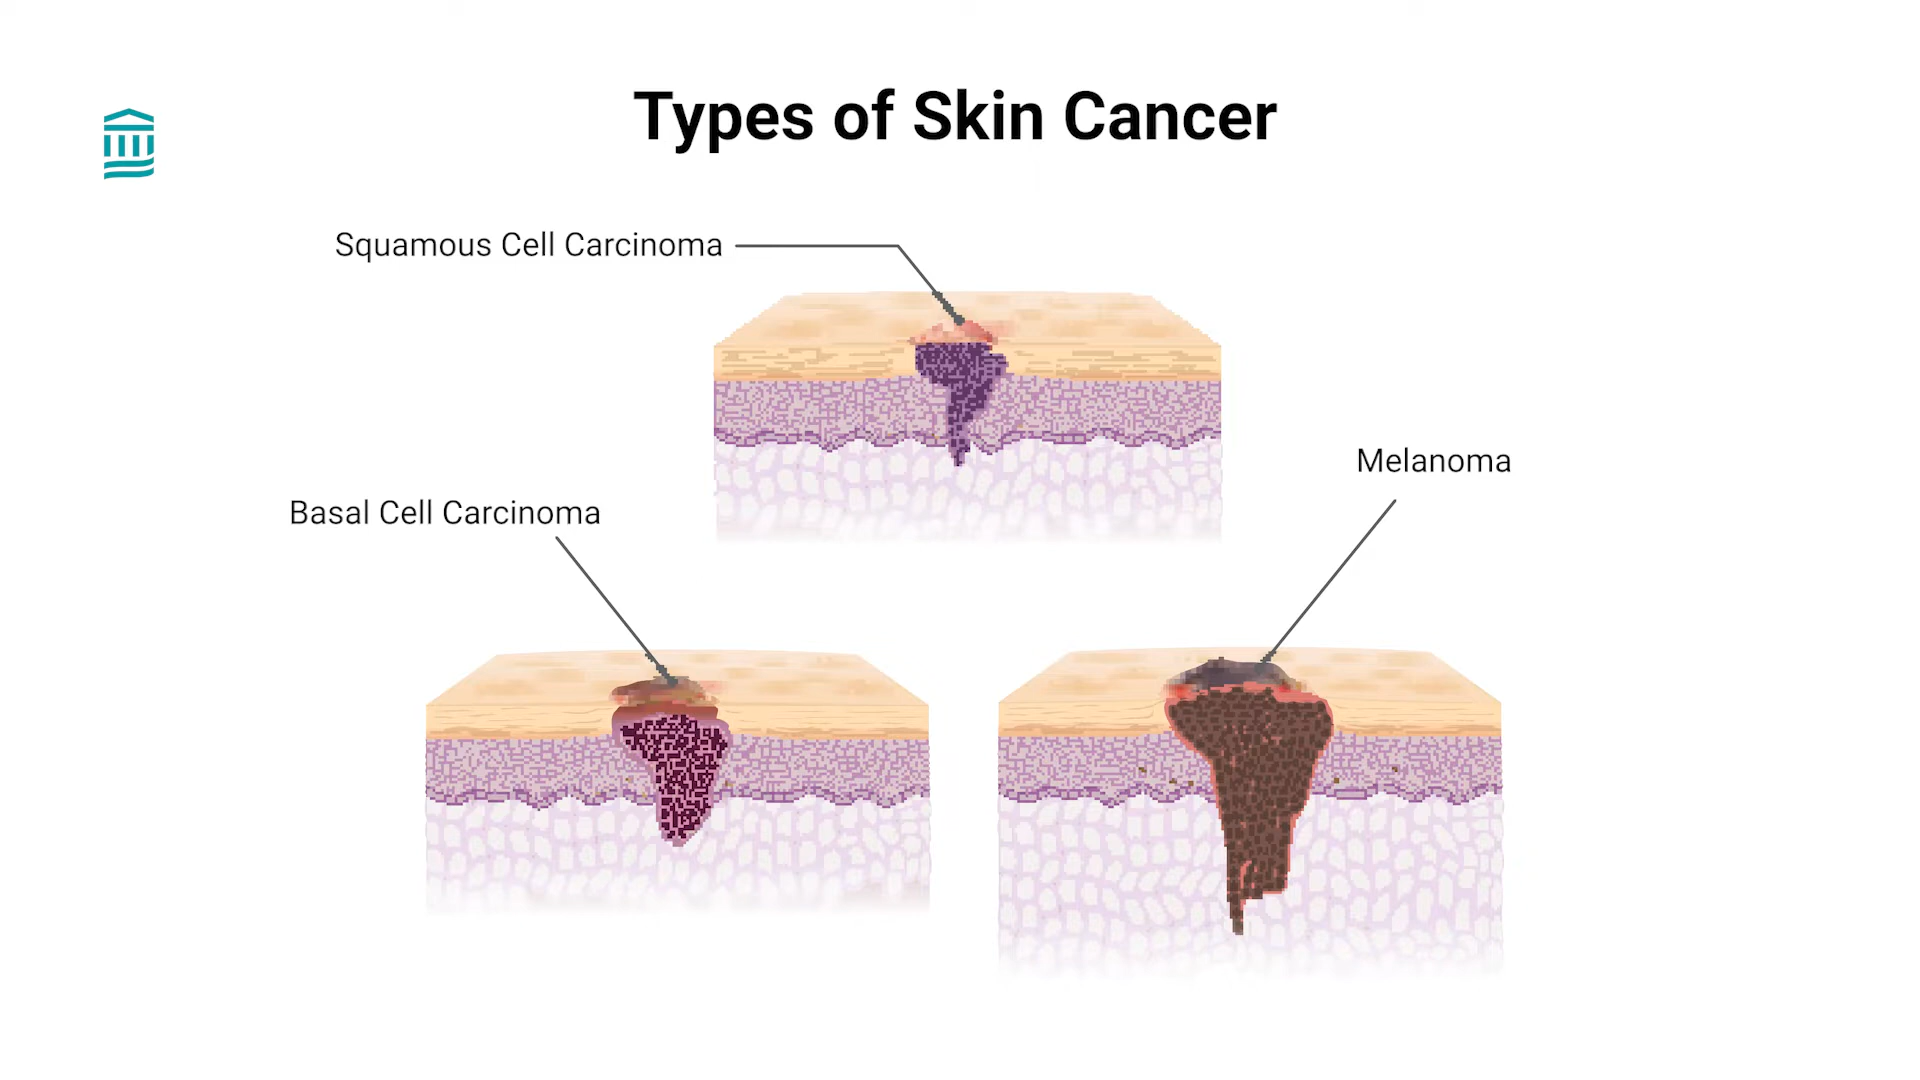 Types of Skin Cancer
Squamous Cell Carcinoma
Melanoma
Basal Cell Carcinoma